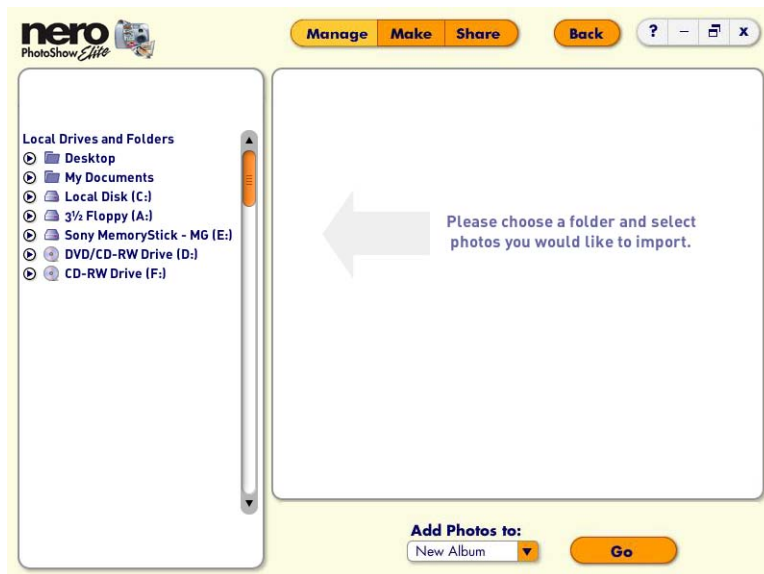 nero
PhotoShow Elite
Manage Make Share
Back
? – x
Local Drives and Folders
Desktop
My Documents
Local Disk (C:)
3½ Floppy (A:)
Sony MemoryStick - MG (E:)
DVD/CD-RW Drive (D:)
CD-RW Drive (F:)
Please choose a folder and select
photos you would like to import.
Add Photos to:
New Album
Go